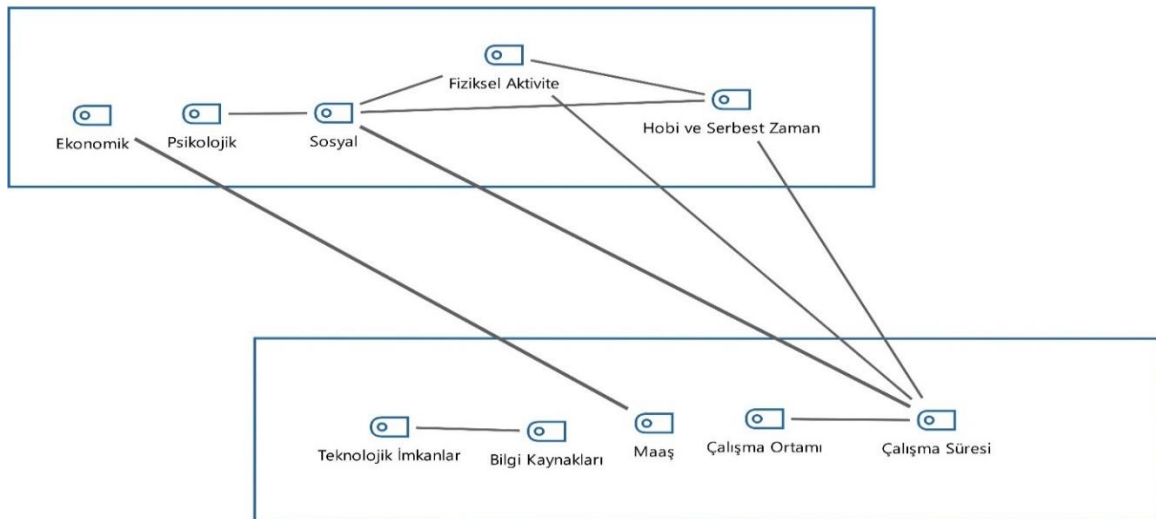 Fiziksel Aktivite
Hobi ve Serbest Zaman
Ekonomik
Psikolojik
Sosyal
Teknolojik İmkanlar
Bilgi Kaynakları
Maaş
Çalışma Ortamı
Çalışma Süresi